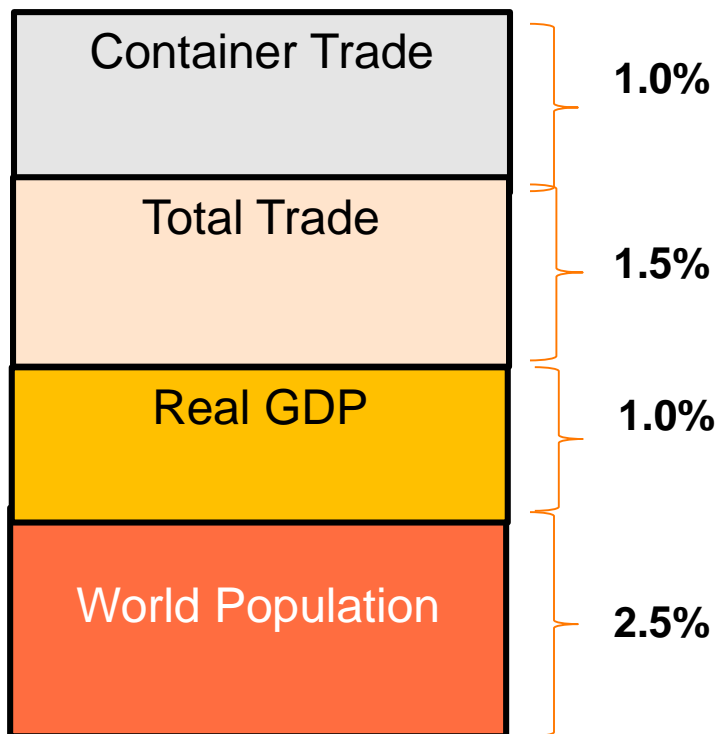 Container Trade
1.0%
Total Trade
1.5%
Real GDP
1.0%
World Population
2.5%